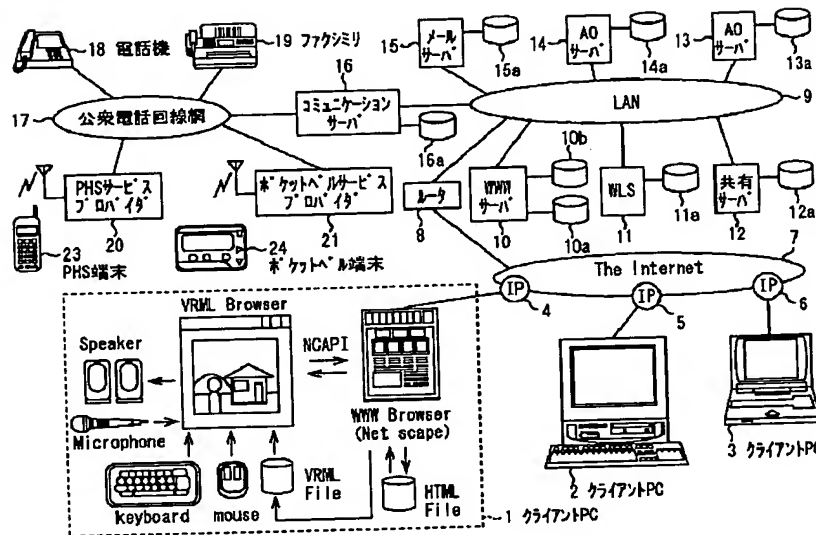 18 電話機
19 ファクシミリ
17
公衆電話回線網
16
コミュニケーション
サーバ
16a
15
メール
サーバ
15a
14
AO
サーバ
14a
13
AO
サーバ
13a
LAN
9
PHSサービス
プロバイダ
20
ポケットベルサービス
プロバイダ
21
23
PHS端末
24
ポケットベル端末
ルータ
8
WWW
サーバ
10
10b
10a
WLS
11
11a
共有
サーバ
12
12a
7
The Internet
IP
4
IP
5
IP
6
VRML Browser
Speaker
NCAPI
Microphone
WWW Browser
(Net scape)
keyboard
mouse
VRML
File
HTML
File
1 クライアントPC
2 クライアントPC
3 クライアントPC